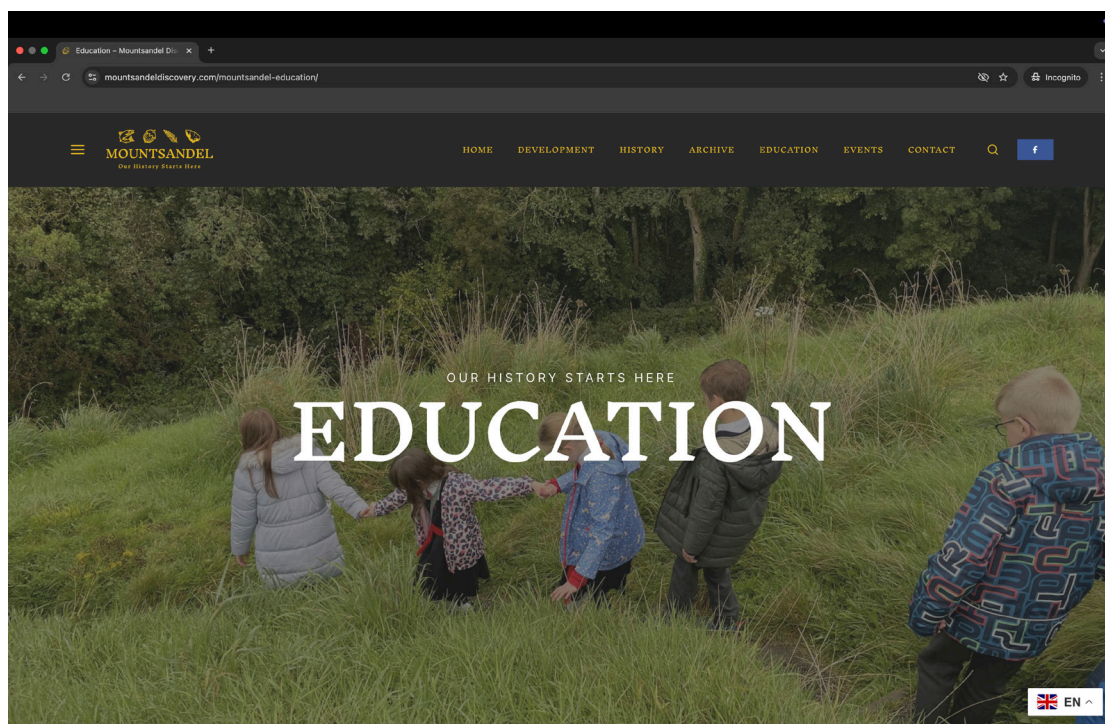 Education – Mountsandel Dis
mountsandeldiscovery.com/mountsandel-education/
Incognito
MOUNTSANDEL
Our History Starts Here
HOME DEVELOPMENT HISTORY ARCHIVE EDUCATION EVENTS CONTACT
f
OUR HISTORY STARTS HERE
EDUCATION
EN